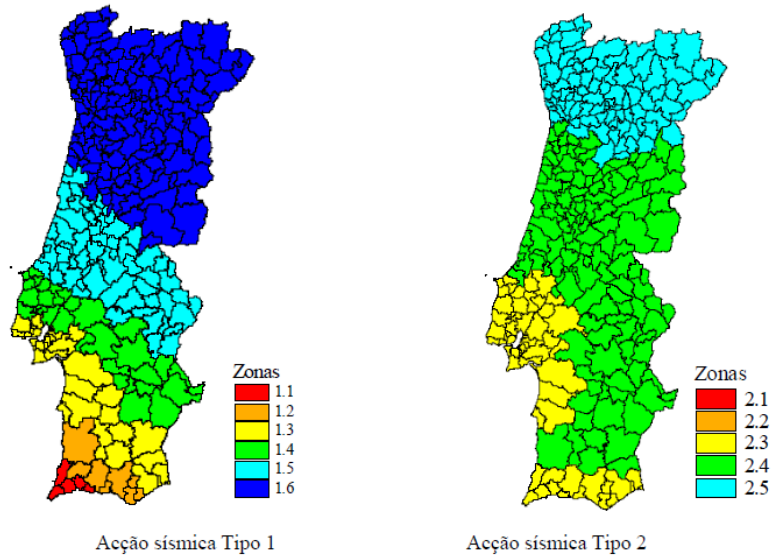 Zonas
1.1
1.2
1.3
1.4
1.5
1.6
Zonas
2.1
2.2
2.3
2.4
2.5
Acção sísmica Tipo 1
Acção sísmica Tipo 2